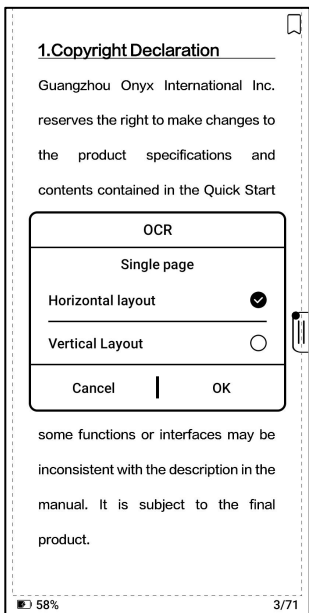 1.Copyright Declaration
Guangzhou Onyx International Inc.
reserves the right to make changes to
the product specifications and
contents contained in the Quick Start
OCR
Single page
Horizontal layout
Vertical Layout
Cancel OK
some functions or interfaces may be
inconsistent with the description in the
manual. It is subject to the final
product.
58% 3/71